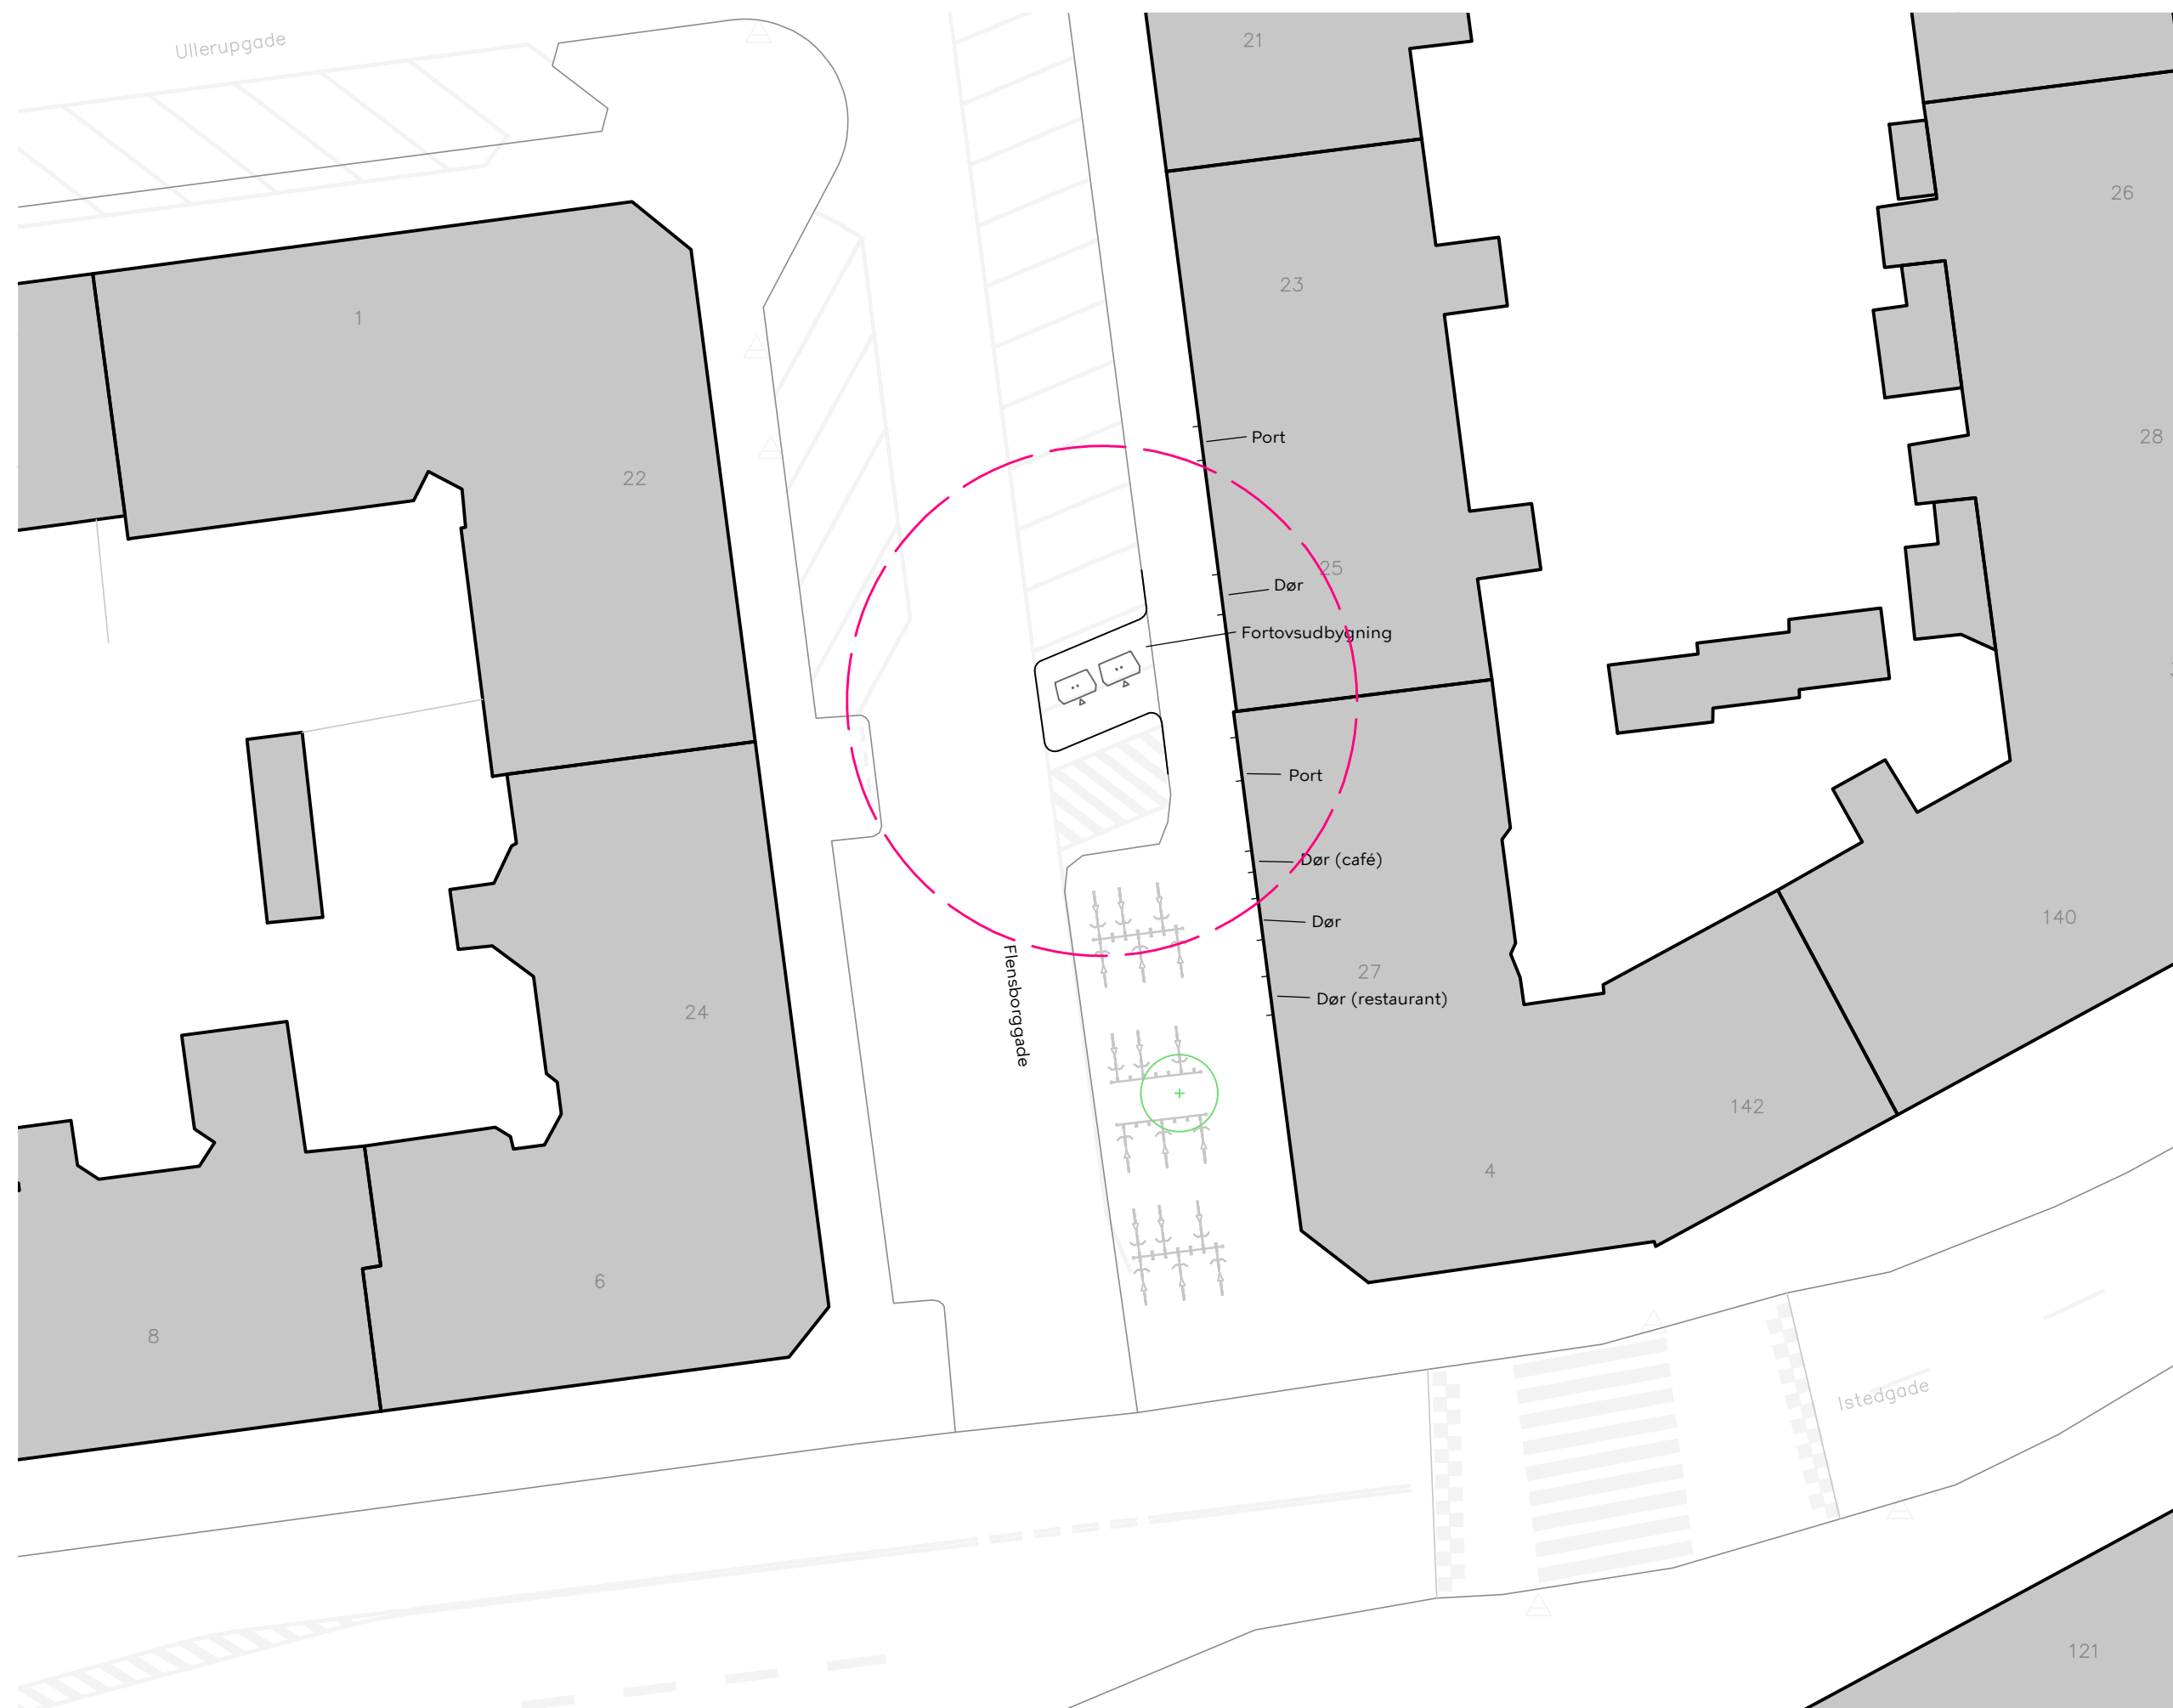 Ullerupgade
21
26
23
1
28
Port
22
25
Dør
Fortovsudbygning
Port
Dør (café)
140
Dør
27
Flensborggade
Dør (restaurant)
24
142
4
6
8
Istedgade
121